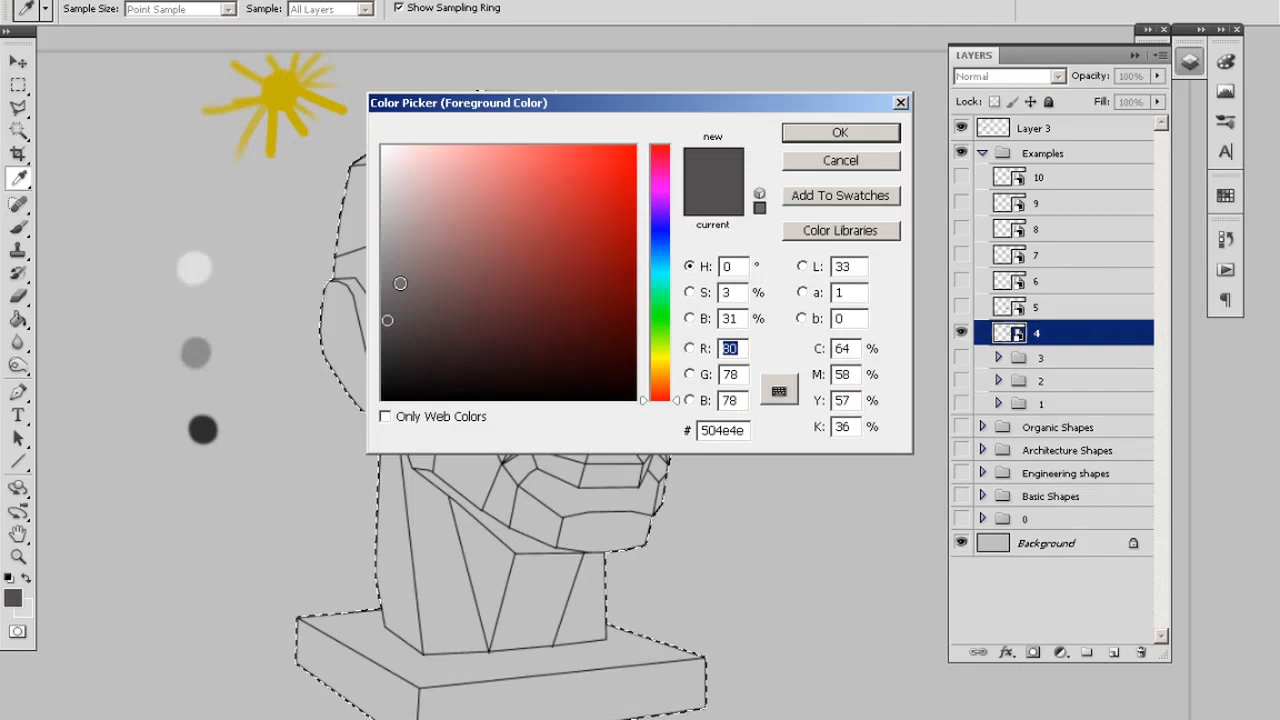 Sample Size: Point Sample Sample: All Layers Show Sampling Ring
Color Picker (Foreground Color)
new
current
OK
Cancel
Add To Swatches
Color Libraries
H: 0 °
S: 3 %
B: 31 %
R: 80
G: 78
B: 78
L: 33
a: 1
b: 0
C: 64 %
M: 58 %
Y: 57 %
K: 36 %
# 504e4e
Only Web Colors
LAYERS
Normal Opacity: 100%
Lock: Fill: 100%
Layer 3
Examples
10
9
8
7
6
5
4
3
2
1
Organic Shapes
Architecture Shapes
Engineering shapes
Basic Shapes
0
Background